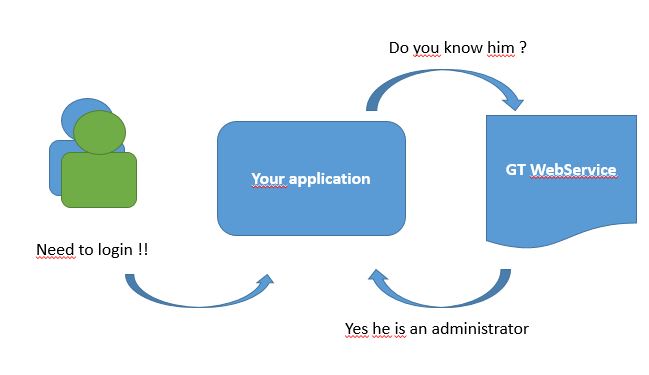 Do you know him ?
Your application
GT WebService
Need to login !!
Yes he is an administrator